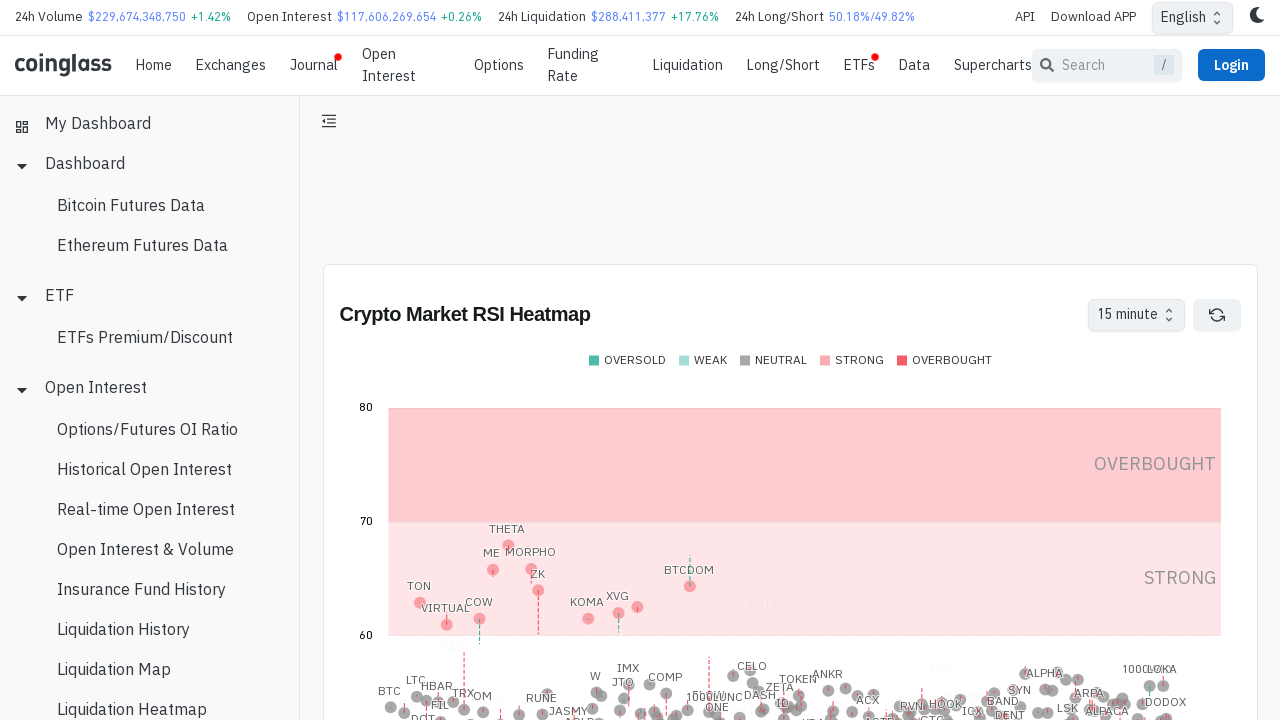 24h Volume $229,674,348,750 +1.42% Open Interest $117,606,269,654 +0.26% 24h Liquidation $288,411,377 +17.76% 24h Long/Short 50.18%/49.82% API Download APP English
coinglass Home Exchanges Journal Open Interest Options Funding Rate Liquidation Long/Short ETFs Data Supercharts Search / Login
My Dashboard
Dashboard
Bitcoin Futures Data
Ethereum Futures Data
ETF
ETFs Premium/Discount
Open Interest
Options/Futures OI Ratio
Historical Open Interest
Real-time Open Interest
Open Interest & Volume
Insurance Fund History
Liquidation History
Liquidation Map
Liquidation Heatmap
Crypto Market RSI Heatmap 15 minute
OVERSOLD WEAK NEUTRAL STRONG OVERBOUGHT
80
OVERBOUGHT
70
THETA
ME MORPHO
ZK BTCDOM
STRONG
TON
VIRTUAL COW KOMA XVG
60
CELO LOKA
W IMX JTO COMP TOKEN ANKR ALPHA
LTC HBAR
BTC FIL TRX OM RUNE DASH ZETA ID ACX SYN ARPA
JASMY ONE RVN HOOK BAND DODOX
DOT ICX DENT LSK ALPACA